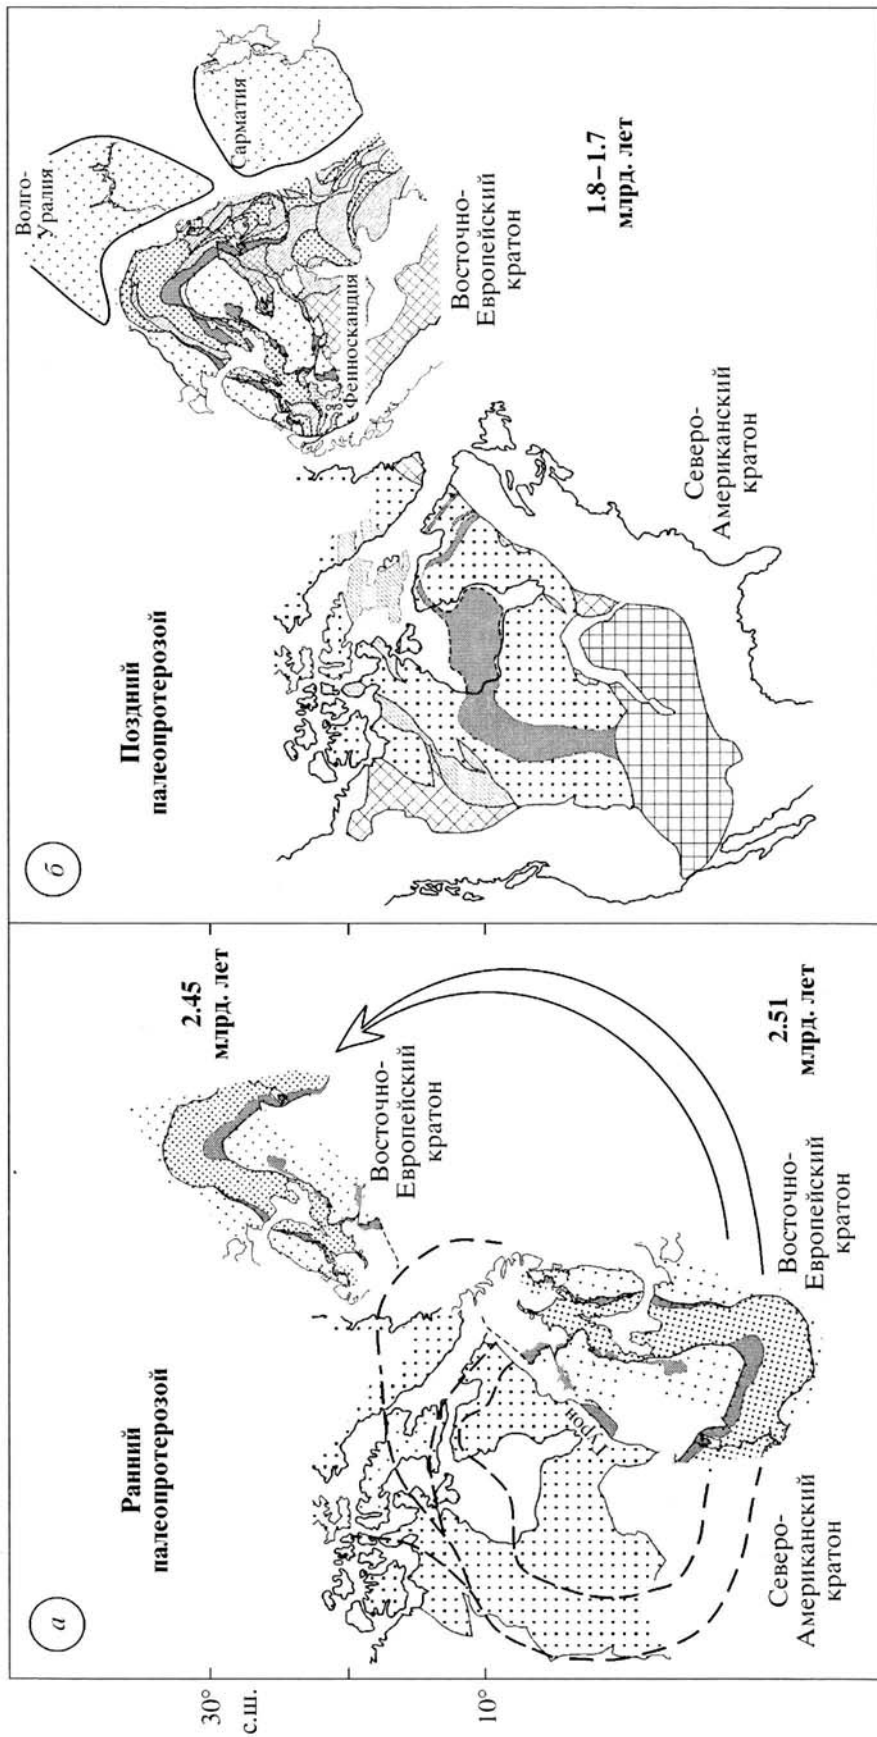 а
Ранний
палеопротерозой
2.45
млрд. лет
30°
с.ш.
10°
Восточно-
Европейский
кратон
Гурон
2.51
млрд. лет
Северо-
Американский
кратон
Восточно-
Европейский
кратон
б
Поздний
палеопротерозой
Волго-
Уралия
Сарматия
Фенноскандия
Восточно-
Европейский
кратон
1.8–1.7
млрд. лет
Северо-
Американский
кратон